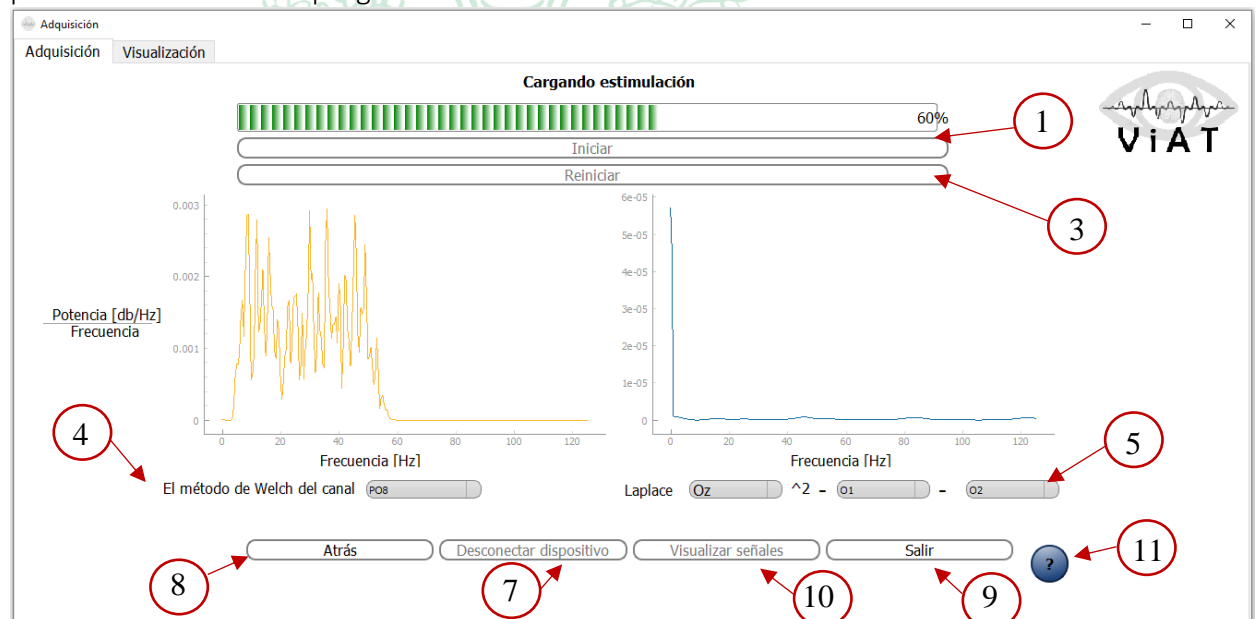 Adquisición
Adquisición Visualización
Cargando estimulación
60%
1
ViAT
Iniciar
Reiniciar
3
0.003
0.002
0.001
0
Potencia [db/Hz]
Frecuencia
0 20 40 60 80 100 120
Frecuencia [Hz]
6e-05
5e-05
4e-05
3e-05
2e-05
1e-05
0
0 20 40 60 80 100 120
Frecuencia [Hz]
4
5
El método de Welch del canal PO8
Laplace Oz ^2 - O1 - O2
Atrás Desconectar dispositivo Visualizar señales Salir ?
11
8
7
10
9